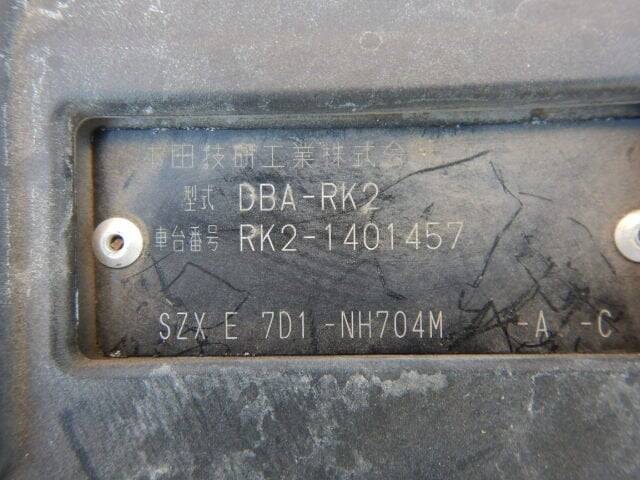 本田技研工業株式会
型式 DBA-RK2
車台番号 RK2-1401457
SZX E 7D1 -NH704M -A -C